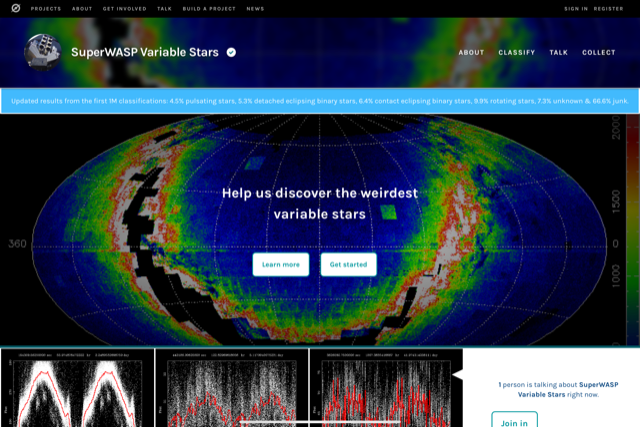 PROJECTS ABOUT GET INVOLVED TALK BUILD A PROJECT NEWS SIGN IN REGISTER
SuperWASP Variable Stars
ABOUT CLASSIFY TALK COLLECT
Updated results from the first 1M classifications: 4.5% pulsating stars, 5.3% detached eclipsing binary stars, 6.4% contact eclipsing binary stars, 9.9% rotating stars, 7.3% unknown & 66.6% junk.
2000
Help us discover the weirdest
variable stars
1500
360
0
Learn more Get started
1000
1 person is talking about SuperWASP
Variable Stars right now.
Join in